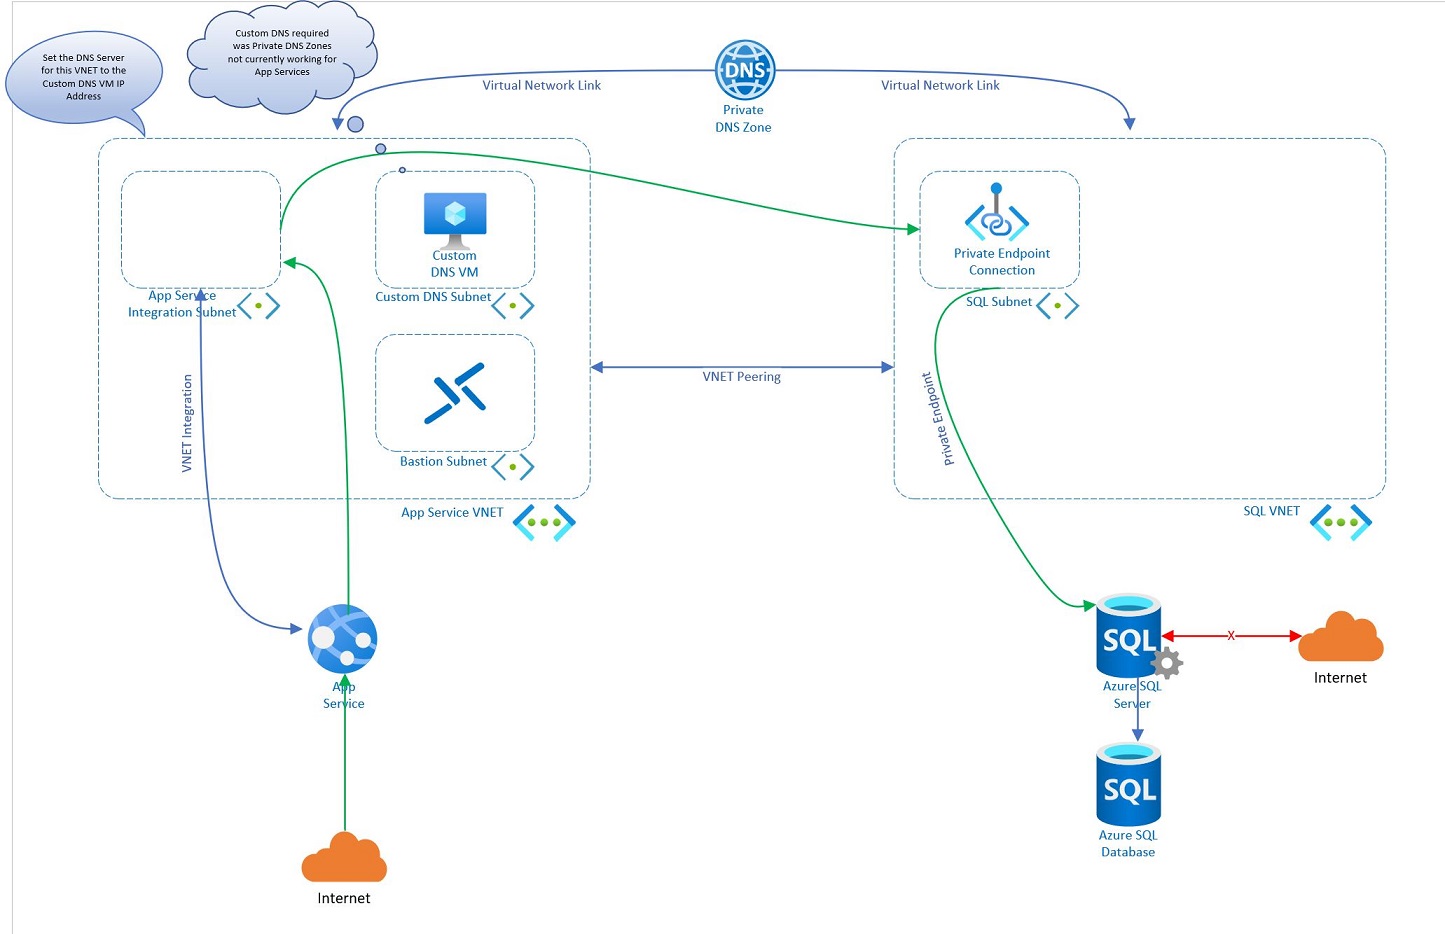 Custom DNS required
was Private DNS Zones
not currently working for
App Services
Set the DNS Server
for this VNET to the
Custom DNS VM IP
Address
DNS
Private
DNS Zone
Virtual Network Link
Virtual Network Link
Custom
DNS VM
Custom DNS Subnet
App Service
Integration Subnet
Private Endpoint
Connection
SQL Subnet
VNET Peering
VNET Integration
Private Endpoint
Bastion Subnet
App Service VNET
SQL VNET
App
Service
SQL
Azure SQL
Server
X
Internet
SQL
Azure SQL
Database
Internet